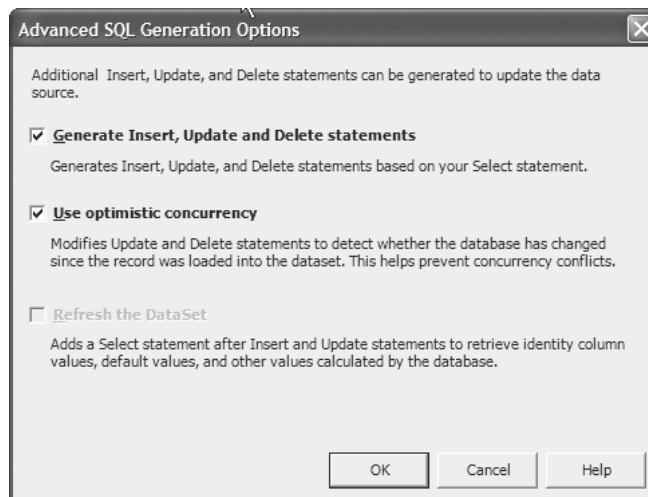 Advanced SQL Generation Options
Additional Insert, Update, and Delete statements can be generated to update the data
source.
Generate Insert, Update and Delete statements
Generates Insert, Update, and Delete statements based on your Select statement.
Use optimistic concurrency
Modifies Update and Delete statements to detect whether the database has changed
since the record was loaded into the dataset. This helps prevent concurrency conflicts.
Refresh the DataSet
Adds a Select statement after Insert and Update statements to retrieve identity column
values, default values, and other values calculated by the database.
OK Cancel Help